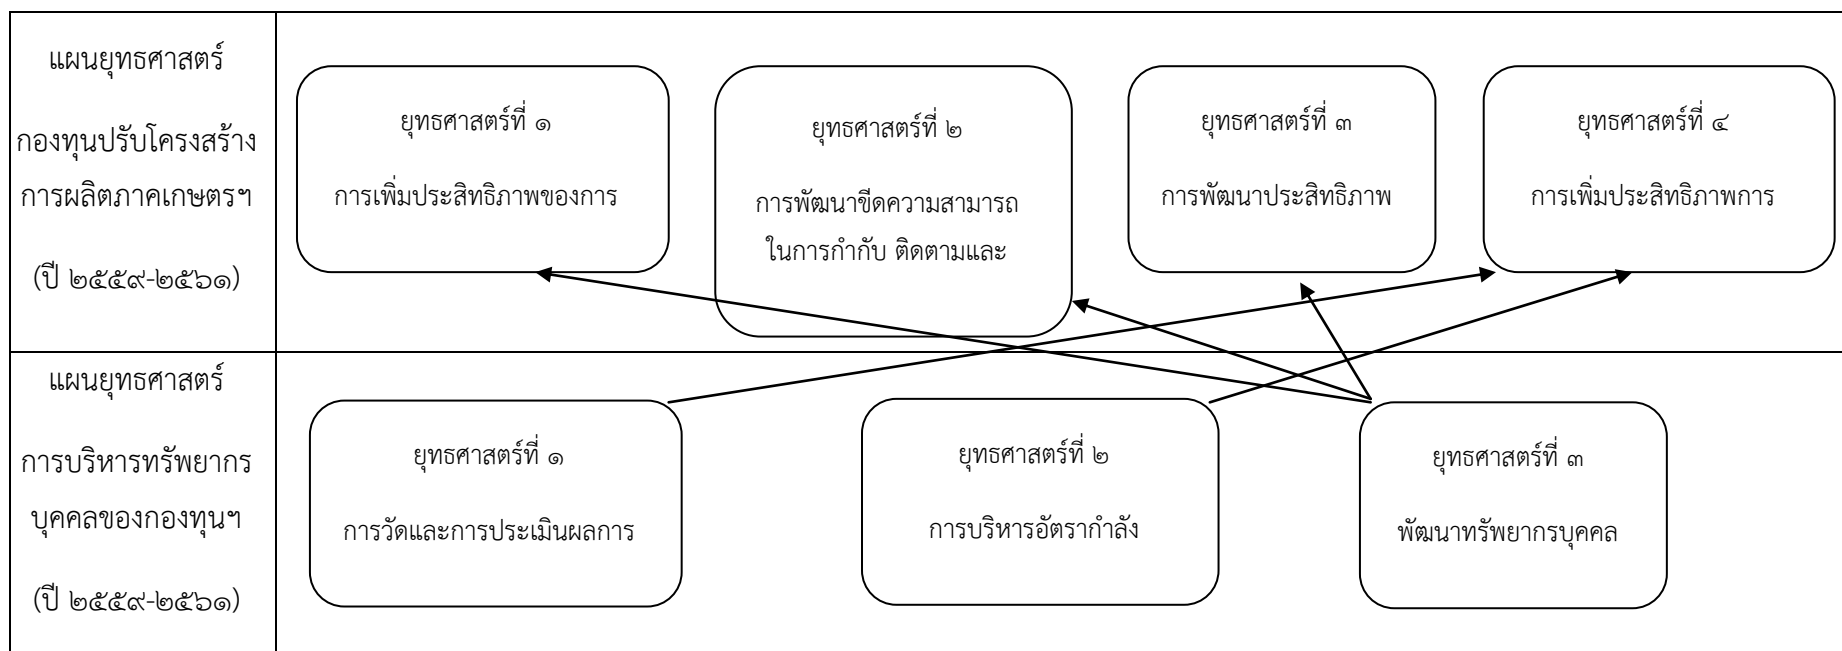 แผนยุทธศาสตร์
กองทุนปรับโครงสร้าง
การผลิตภาคเกษตรฯ
(ปี ๒๕๕๙-๒๕๖๑)
ยุทธศาสตร์ที่ ๑
การเพิ่มประสิทธิภาพของการ
ยุทธศาสตร์ที่ ๒
การพัฒนาขีดความสามารถ
ในการกำกับ ติดตามและ
ยุทธศาสตร์ที่ ๓
การพัฒนาประสิทธิภาพ
ยุทธศาสตร์ที่ ๔
การเพิ่มประสิทธิภาพการ
แผนยุทธศาสตร์
การบริหารทรัพยากร
บุคคลของกองทุนฯ
(ปี ๒๕๕๙-๒๕๖๑)
ยุทธศาสตร์ที่ ๑
การวัดและการประเมินผลการ
ยุทธศาสตร์ที่ ๒
การบริหารอัตรากำลัง
ยุทธศาสตร์ที่ ๓
พัฒนาทรัพยากรบุคคล